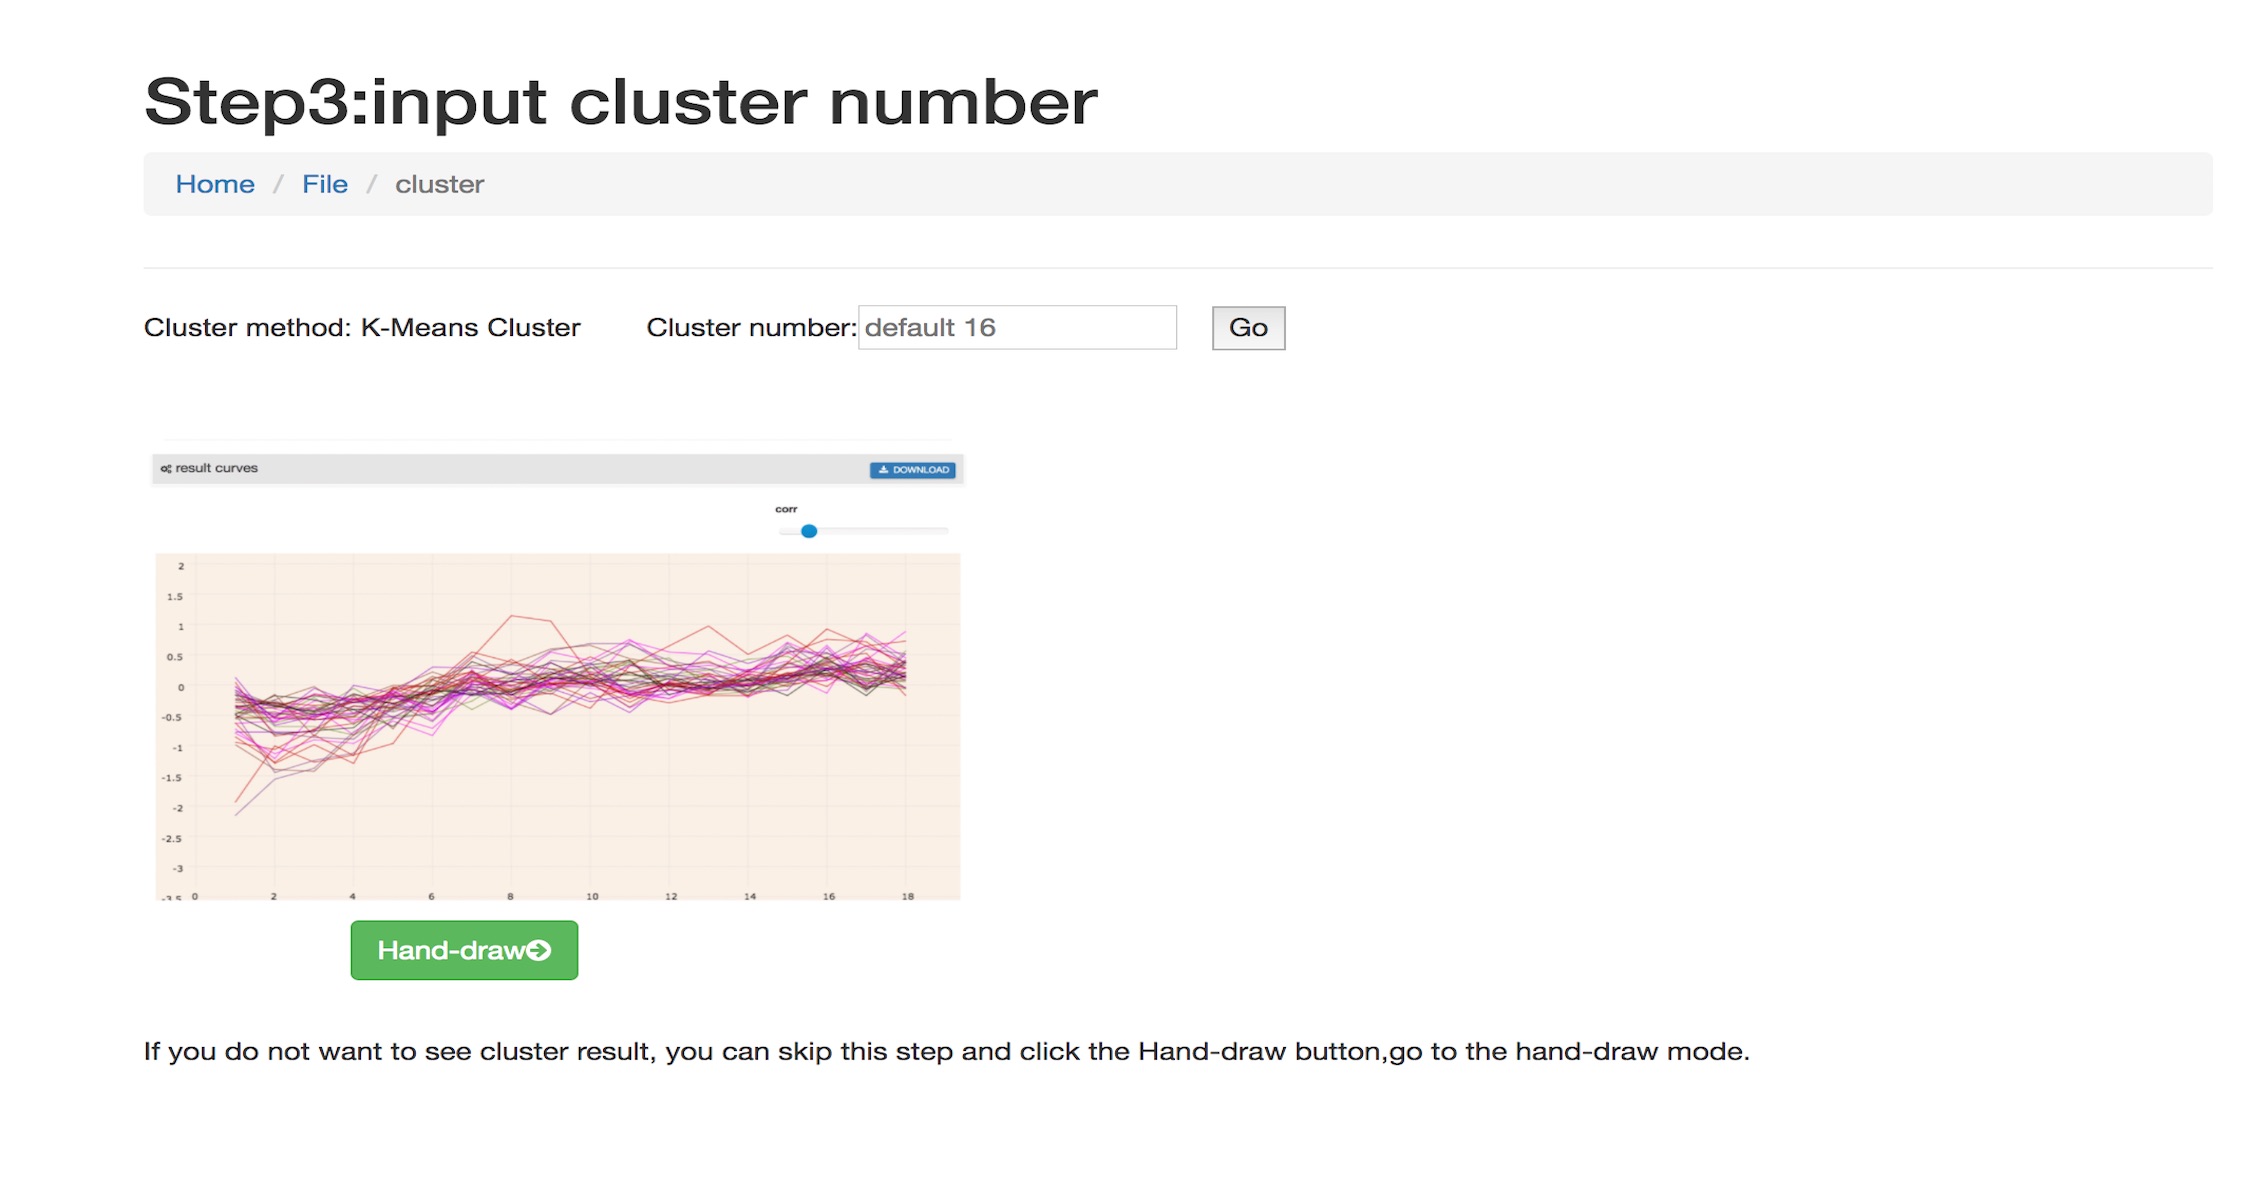 Step3:input cluster number
Home / File / cluster
Cluster method: K-Means Cluster Cluster number: default 16 Go
result curves DOWNLOAD
corr
2
1.5
1
0.5
0
-0.5
-1
-1.5
-2
-2.5
-3
-3.5 0 2 4 6 8 10 12 14 16 18
Hand-draw
If you do not want to see cluster result, you can skip this step and click the Hand-draw button,go to the hand-draw mode.